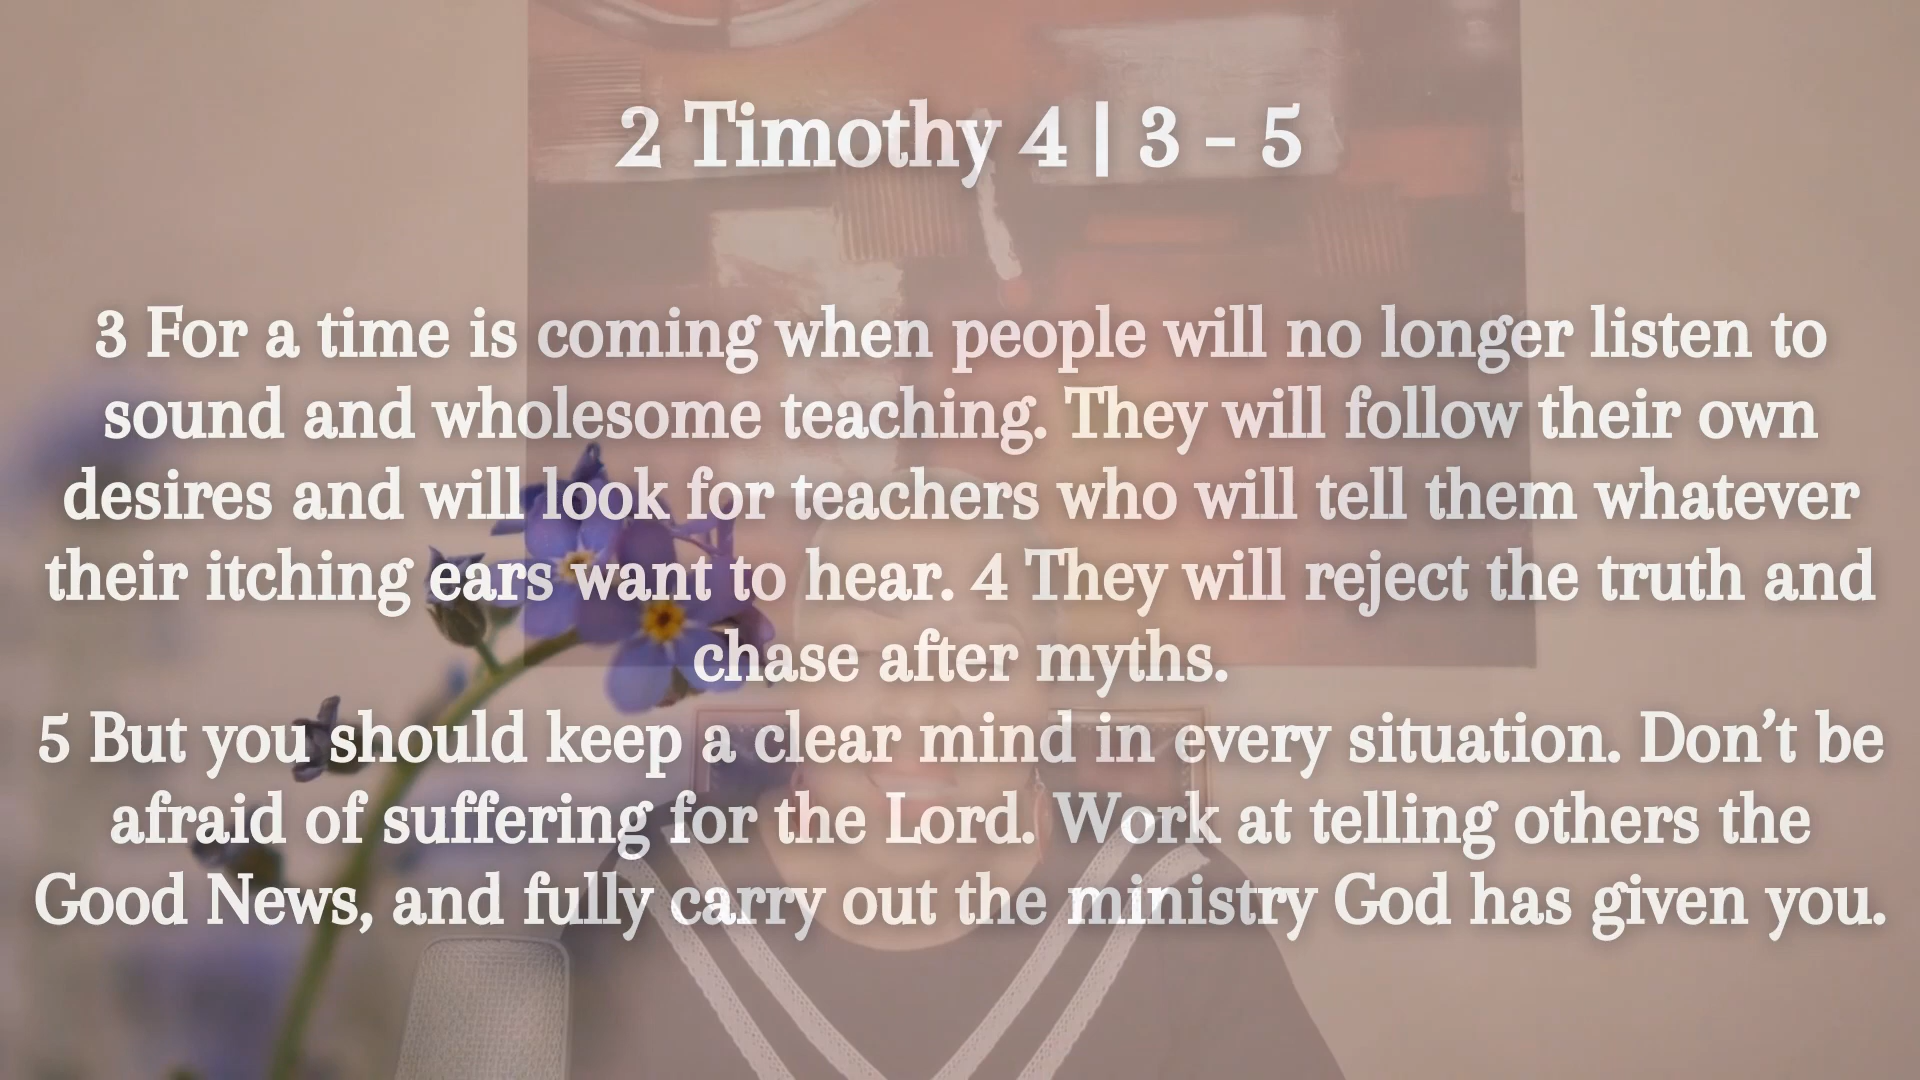 2 Timothy 4 | 3 - 5
3 For a time is coming when people will no longer listen to
sound and wholesome teaching. They will follow their own
desires and will look for teachers who will tell them whatever
their itching ears want to hear. 4 They will reject the truth and
chase after myths.
5 But you should keep a clear mind in every situation. Don’t be
afraid of suffering for the Lord. Work at telling others the
Good News, and fully carry out the ministry God has given you.